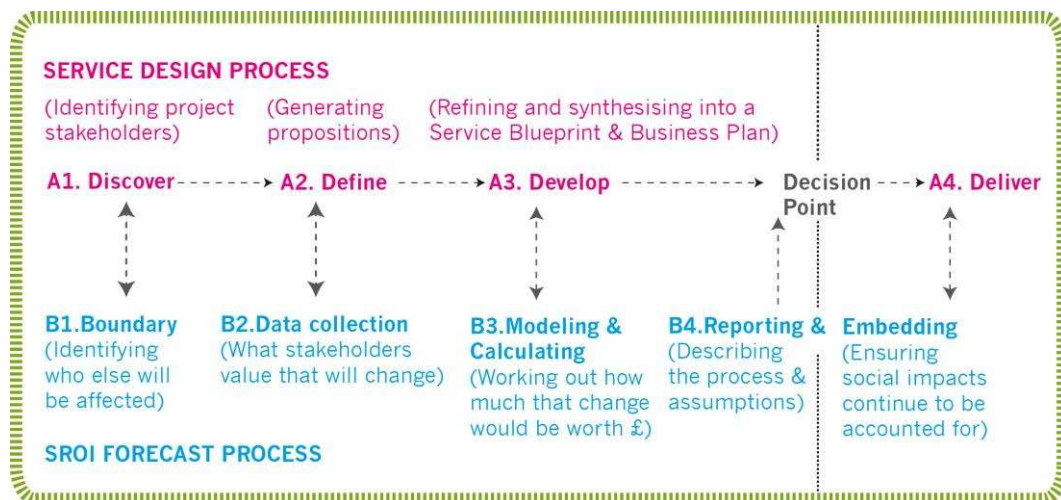 SERVICE DESIGN PROCESS
(Identifying project
stakeholders)
(Generating
propositions)
(Refining and synthesising into a
Service Blueprint & Business Plan)
A1. Discover
A2. Define
A3. Develop
Decision
Point
A4. Deliver
B1.Boundary
(Identifying
who else will
be affected)
B2.Data collection
(What stakeholders
value that will change)
B3.Modeling &
Calculating
(Working out how
much that change
would be worth £)
B4.Reporting &
(Describing
the process &
assumptions)
Embedding
(Ensuring
social impacts
continue to be
accounted for)
SROI FORECAST PROCESS